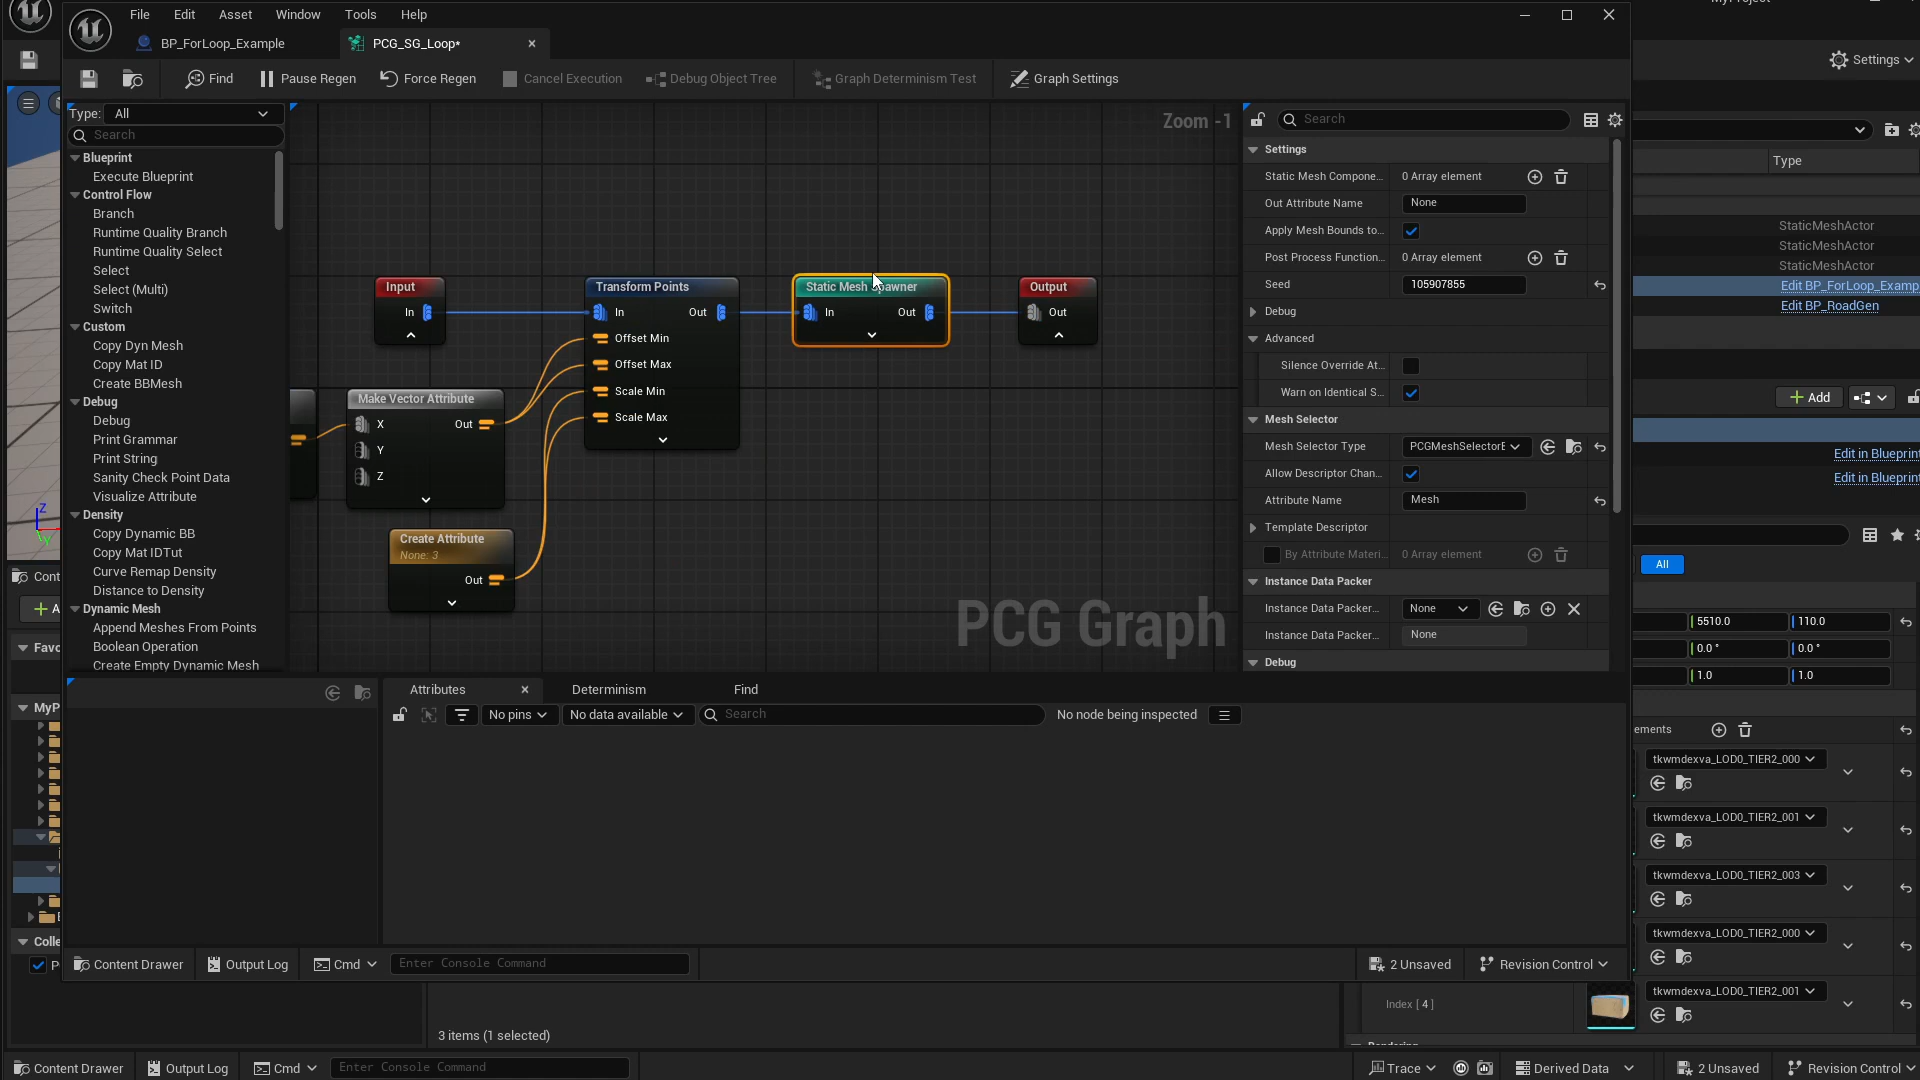 File Edit Asset Window Tools Help
BP_ForLoop_Example
PCG_SG_Loop*
Find Pause Regen Force Regen Cancel Execution Debug Object Tree Graph Determinism Test Graph Settings
Settings
Type: All
Search
Blueprint
Execute Blueprint
Control Flow
Branch
Runtime Quality Branch
Runtime Quality Select
Select
Select (Multi)
Switch
Custom
Copy Dyn Mesh
Copy Mat ID
Create BBMesh
Debug
Debug
Print Grammar
Print String
Sanity Check Point Data
Visualize Attribute
Density
Copy Dynamic BB
Copy Mat IDTut
Curve Remap Density
Distance to Density
Dynamic Mesh
Append Meshes From Points
Boolean Operation
Create Empty Dynamic Mesh
Zoom -1
Input
In
Transform Points
In Out
Offset Min
Offset Max
Scale Min
Scale Max
Static Mesh Spawner
In Out
Output
Out
Make Vector Attribute
X Out
Y
Z
Create Attribute
None: 3
Out
PCG Graph
Search
Settings
Static Mesh Compone... 0 Array element
Out Attribute Name None
Apply Mesh Bounds to...
Post Process Function... 0 Array element
Seed 105907855
Debug
Advanced
Silence Override At...
Warn on Identical S...
Mesh Selector
Mesh Selector Type PCGMeshSelectorE
Allow Descriptor Chan...
Attribute Name Mesh
Template Descriptor
By Attribute Materi... 0 Array element
Instance Data Packer
Instance Data Packer... None
Instance Data Packer... None
Debug
Type
StaticMeshActor
StaticMeshActor
StaticMeshActor
Edit BP_ForLoop_Examp
Edit BP_RoadGen
Add
Edit in Blueprint
Edit in Blueprint
All
5510.0 110.0
0.0 ° 0.0 °
1.0 1.0
ements
tkwmdexva_LOD0_TIER2_000
tkwmdexva_LOD0_TIER2_001
tkwmdexva_LOD0_TIER2_003
tkwmdexva_LOD0_TIER2_000
tkwmdexva_LOD0_TIER2_001
Attributes Determinism Find
No pins No data available Search No node being inspected
Z
Y
Cont
Favo
MyP
Colle
P
Content Drawer Output Log Cmd Enter Console Command 2 Unsaved Revision Control
Index [ 4 ]
3 items (1 selected)
Content Drawer Output Log Cmd Enter Console Command Trace Derived Data 2 Unsaved Revision Control